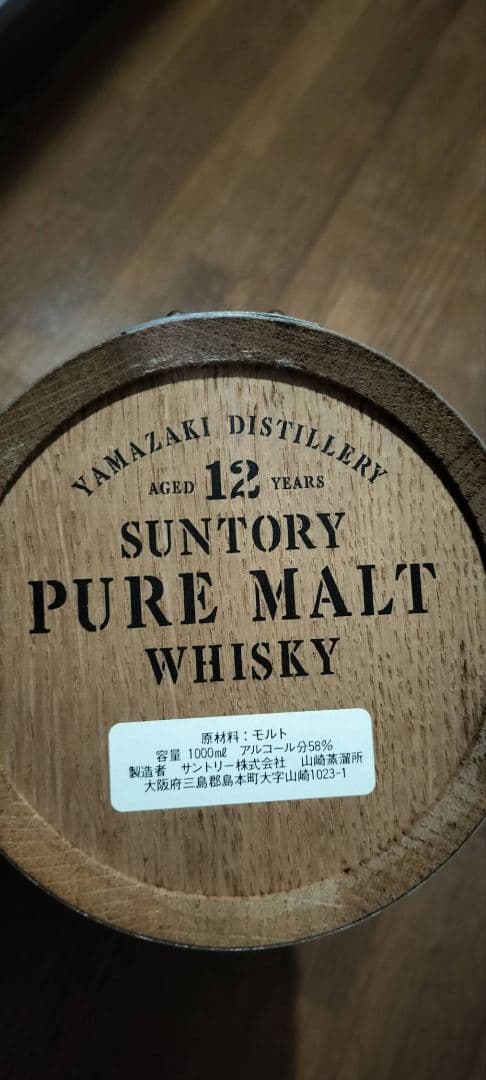 YAMAZAKI DISTILLERY
AGED 12 YEARS
SUNTORY
PURE MALT
WHISKY
原材料：モルト
容量 1000㎖ アルコール分58%
製造者 サントリー株式会社 山崎蒸溜所
大阪府三島郡島本町大字山崎1023-1